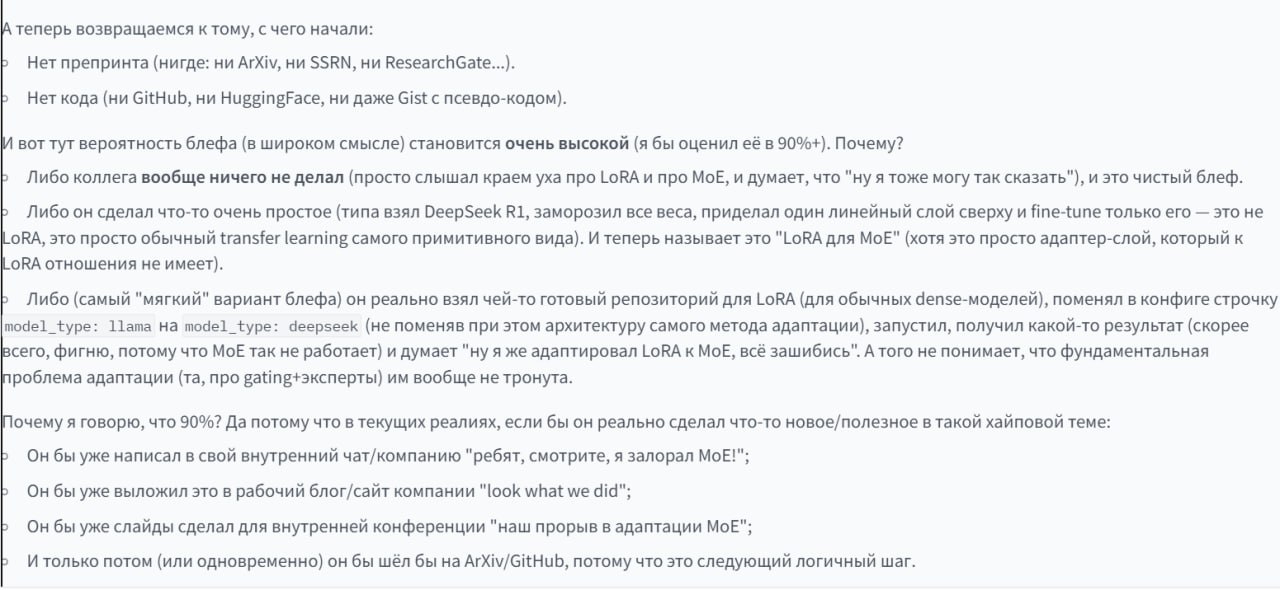 А теперь возвращаемся к тому, с чего начали:
Нет препринта (нигде: ни ArXiv, ни SSRN, ни ResearchGate...).
Нет кода (ни GitHub, ни HuggingFace, ни даже Gist с псевдо-кодом).
И вот тут вероятность блефа (в широком смысле) становится очень высокой (я бы оценил её в 90%+). Почему?
Либо коллега вообще ничего не делал (просто слышал краем уха про LoRA и про MoE, и думает, что "ну я тоже могу так сказать"), и это чистый блеф.
Либо он сделал что-то очень простое (типа взял DeepSeek R1, заморозил все веса, приделал один линейный слой сверху и fine-tune только его — это не
LoRA, это просто обычный transfer learning самого примитивного вида). И теперь называет это "LoRA для MoE" (хотя это просто адаптер-слой, который к
LoRA отношения не имеет).
Либо (самый "мягкий" вариант блефа) он реально взял чей-то готовый репозиторий для LoRA (для обычных dense-моделей), поменял в конфиге строчку
model_type: llama на model_type: deepseek (не поменяв при этом архитектуру самого метода адаптации), запустил, получил какой-то результат (скорее
всего, фигню, потому что MoE так не работает) и думает "ну я же адаптировал LoRA к MoE, всё зашибись". А того не понимает, что фундаментальная
проблема адаптации (та, про gating+эксперты) им вообще не тронута.
Почему я говорю, что 90%? Да потому что в текущих реалиях, если бы он реально сделал что-то новое/полезное в такой хайповой теме:
Он бы уже написал в свой внутренний чат/компанию "ребят, смотрите, я залорал MoE!";
Он бы уже выложил это в рабочий блог/сайт компании "look what we did";
Он бы уже слайды сделал для внутренней конференции "наш прорыв в адаптации MoE";
И только потом (или одновременно) он бы шёл бы на ArXiv/GitHub, потому что это следующий логичный шаг.